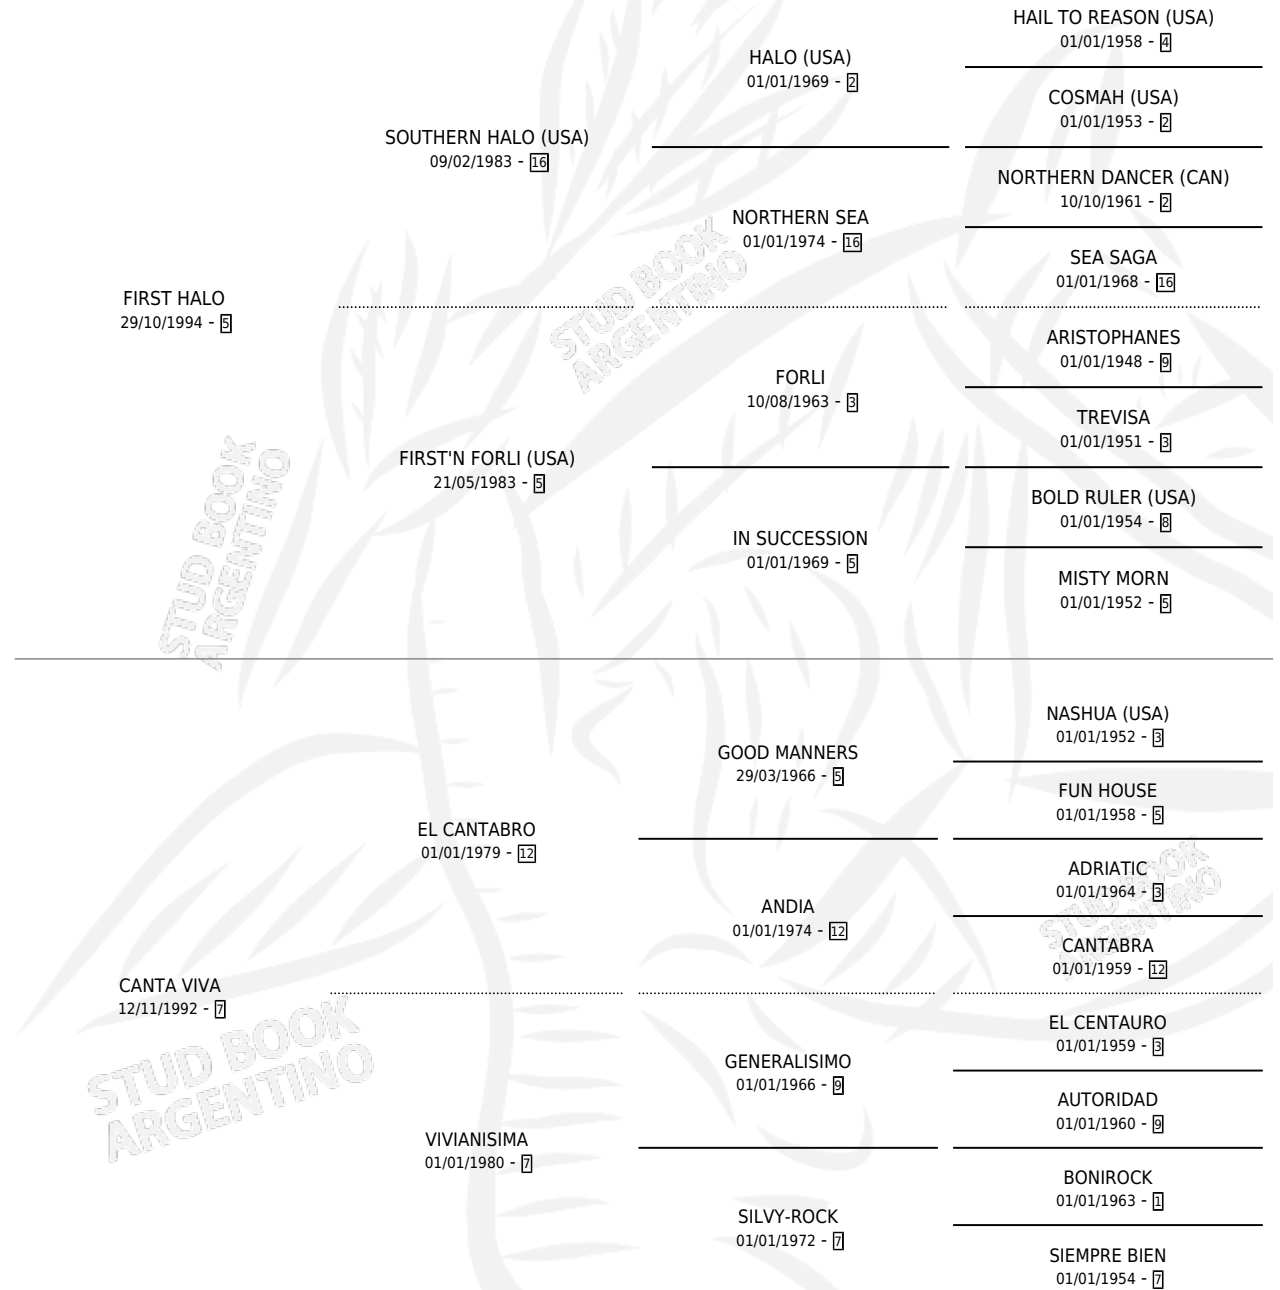 HAIL TO REASON (USA)
01/01/1958 - 4
HALO (USA)
01/01/1969 - 2
COSMAH (USA)
01/01/1953 - 2
SOUTHERN HALO (USA)
09/02/1983 - 16
NORTHERN DANCER (CAN)
10/10/1961 - 2
NORTHERN SEA
01/01/1974 - 16
SEA SAGA
01/01/1968 - 16
FIRST HALO
29/10/1994 - 5
STUD BOOK
ARGENTINO
ARISTOPHANES
01/01/1948 - 9
FORLI
10/08/1963 - 3
TREVISA
01/01/1951 - 3
FIRST'N FORLI (USA)
21/05/1983 - 5
BOLD RULER (USA)
01/01/1954 - 8
IN SUCCESSION
01/01/1969 - 5
MISTY MORN
01/01/1952 - 5
STUD BOOK
ARGENTINO
NASHUA (USA)
01/01/1952 - 3
GOOD MANNERS
29/03/1966 - 5
FUN HOUSE
01/01/1958 - 5
EL CANTABRO
01/01/1979 - 12
ADRIATIC
01/01/1964 - 3
ANDIA
01/01/1974 - 12
STUD BOOK
ARGENTINO
CANTABRA
01/01/1959 - 12
CANTA VIVA
12/11/1992 - 7
STUD BOOK
ARGENTINO
EL CENTAURO
01/01/1959 - 3
GENERALISIMO
01/01/1966 - 9
AUTORIDAD
01/01/1960 - 9
VIVIANISIMA
01/01/1980 - 7
BONIROCK
01/01/1963 - 1
SILVY-ROCK
01/01/1972 - 7
SIEMPRE BIEN
01/01/1954 - 7